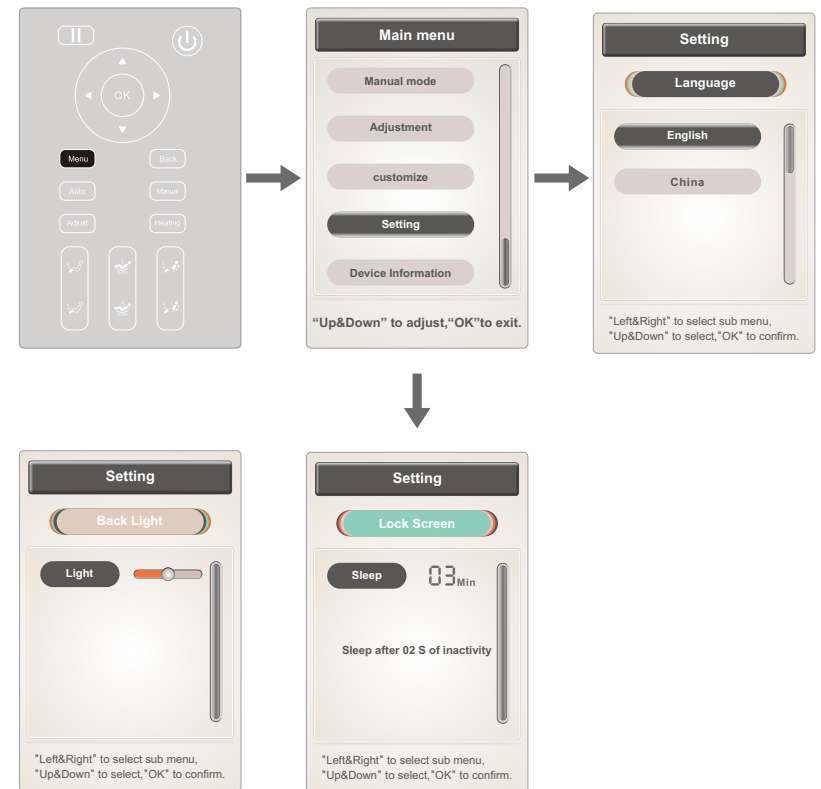 OK
Menu
Back
Auto
Manual
Adjust
Heating
Main menu
Manual mode
Adjustment
customize
Setting
Device Information
“Up&Down” to adjust,“OK”to exit.
Setting
Language
English
China
"Left&Right" to select sub menu,
"Up&Down" to select,"OK" to confirm.
Setting
Back Light
Light
"Left&Right" to select sub menu,
"Up&Down" to select,"OK" to confirm.
Setting
Lock Screen
Sleep 03 Min
Sleep after 02 S of inactivity
"Left&Right" to select sub menu,
"Up&Down" to select,"OK" to confirm.